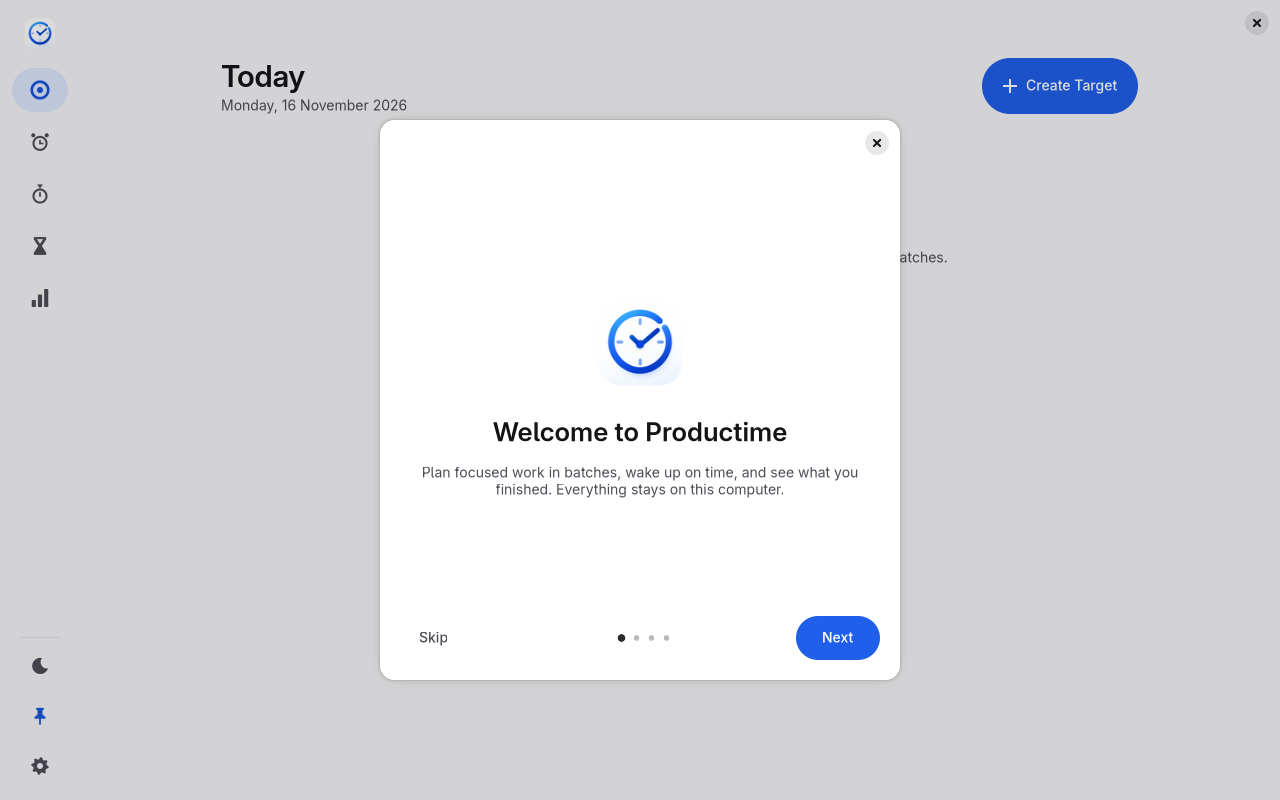 Today
Monday, 16 November 2026
Create Target
atches.
Welcome to Productime
Plan focused work in batches, wake up on time, and see what you
finished. Everything stays on this computer.
Skip
Next